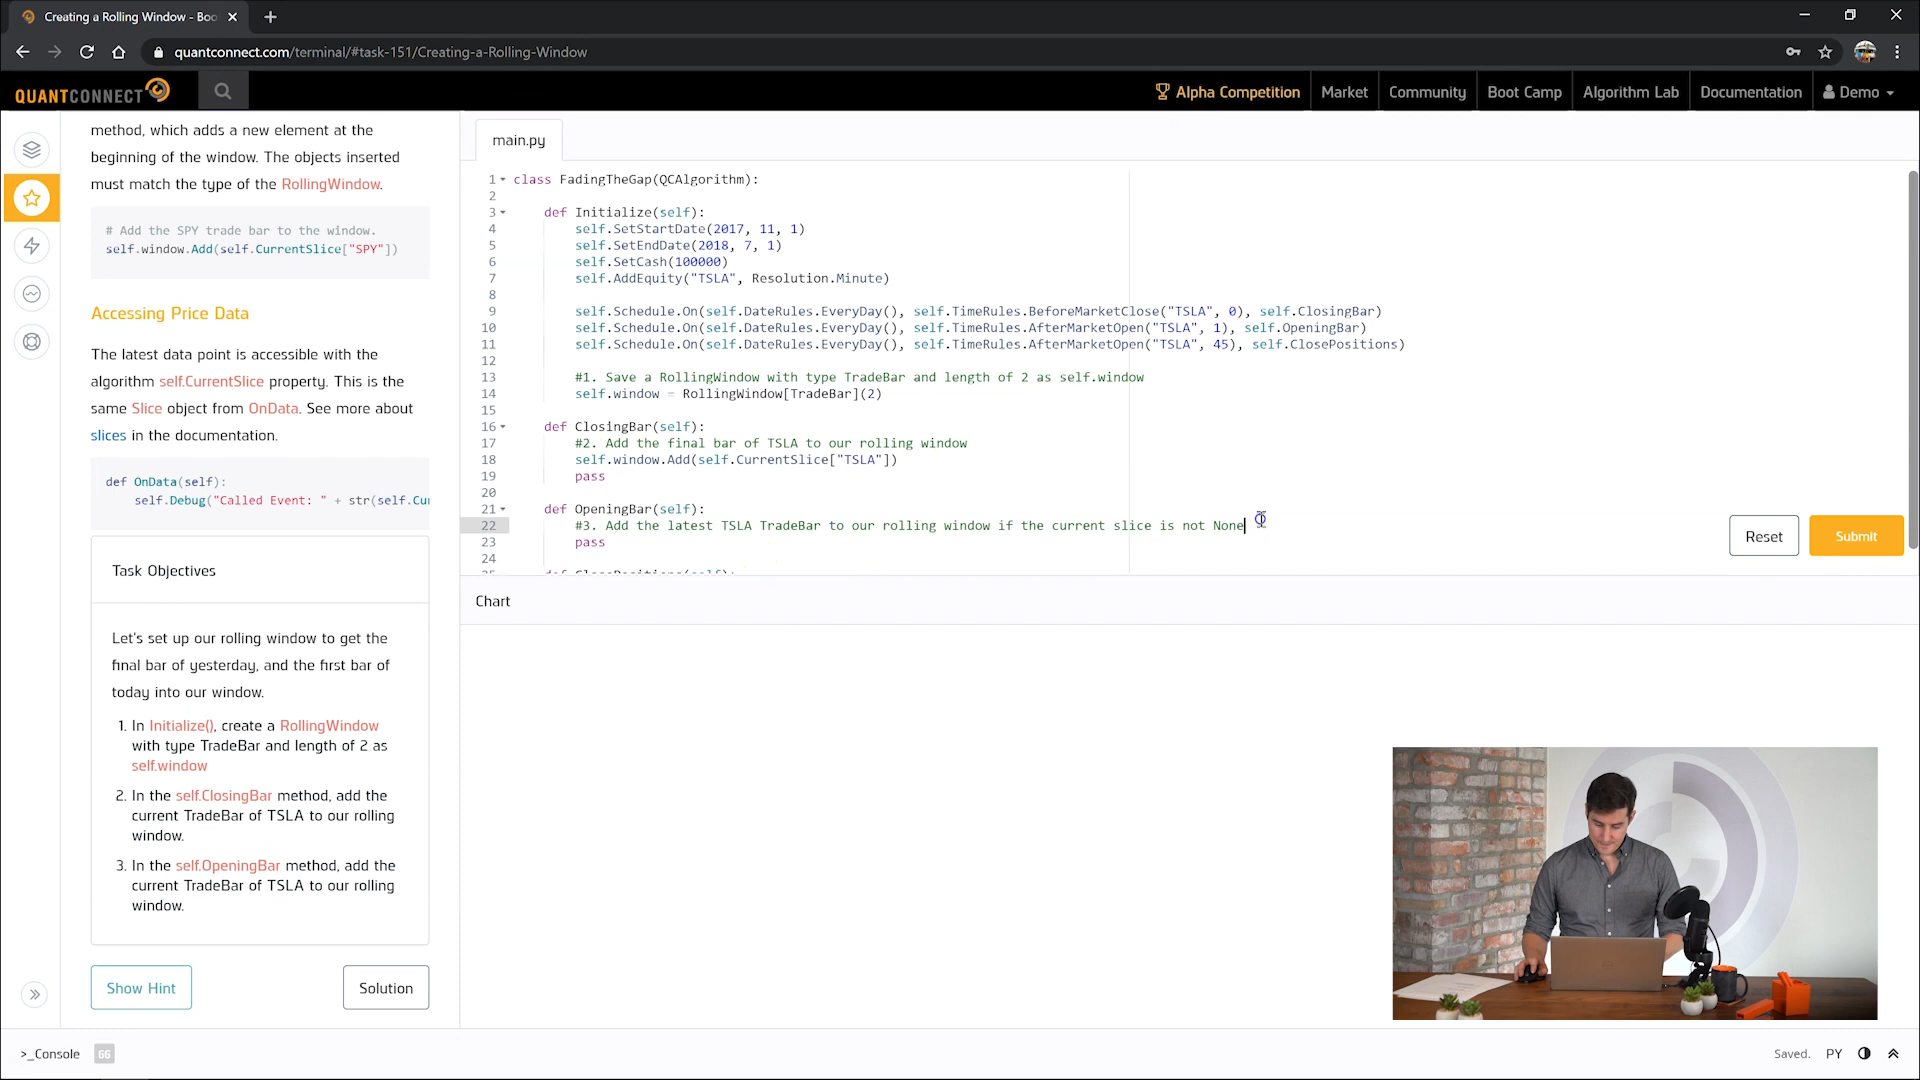 Creating a Rolling Window - Boo
quantconnect.com/terminal/#task-151/Creating-a-Rolling-Window
QUANTCONNECT
Alpha Competition
Market
Community
Boot Camp
Algorithm Lab
Documentation
Demo
method, which adds a new element at the
beginning of the window. The objects inserted
must match the type of the RollingWindow.
# Add the SPY trade bar to the window.
self.window.Add(self.CurrentSlice["SPY"])
Accessing Price Data
The latest data point is accessible with the
algorithm self.CurrentSlice property. This is the
same Slice object from OnData. See more about
slices in the documentation.
def OnData(self):
self.Debug("Called Event: " + str(self.Cur
Task Objectives
Let's set up our rolling window to get the
final bar of yesterday, and the first bar of
today into our window.
1. In Initialize(), create a RollingWindow
with type TradeBar and length of 2 as
self.window
2. In the self.ClosingBar method, add the
current TradeBar of TSLA to our rolling
window.
3. In the self.OpeningBar method, add the
current TradeBar of TSLA to our rolling
window.
Show Hint
Solution
main.py
1 class FadingTheGap(QCAlgorithm):
2
3 def Initialize(self):
4 self.SetStartDate(2017, 11, 1)
5 self.SetEndDate(2018, 7, 1)
6 self.SetCash(100000)
7 self.AddEquity("TSLA", Resolution.Minute)
8
9 self.Schedule.On(self.DateRules.EveryDay(), self.TimeRules.BeforeMarketClose("TSLA", 0), self.ClosingBar)
10 self.Schedule.On(self.DateRules.EveryDay(), self.TimeRules.AfterMarketOpen("TSLA", 1), self.OpeningBar)
11 self.Schedule.On(self.DateRules.EveryDay(), self.TimeRules.AfterMarketOpen("TSLA", 45), self.ClosePositions)
12
13 #1. Save a RollingWindow with type TradeBar and length of 2 as self.window
14 self.window = RollingWindow[TradeBar](2)
15
16 def ClosingBar(self):
17 #2. Add the final bar of TSLA to our rolling window
18 self.window.Add(self.CurrentSlice["TSLA"])
19 pass
20
21 def OpeningBar(self):
22 #3. Add the latest TSLA TradeBar to our rolling window if the current slice is not None
23 pass
24
25 def ClosePositions(self):
Reset
Submit
Chart
>_Console 66
Saved.
PY